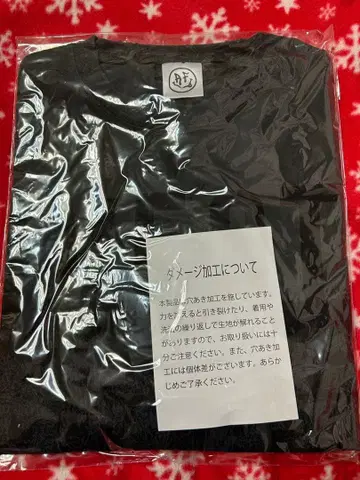 ダメージ加工について
本製品は穴あき加工を施しています。
力を加えると引き裂けたり、着用や
洗濯の繰り返しで生地が解れること
がありますので、お取り扱いには十
分ご注意ください。また、穴あき加
工には個体差がございます。あらか
じめご了承ください。